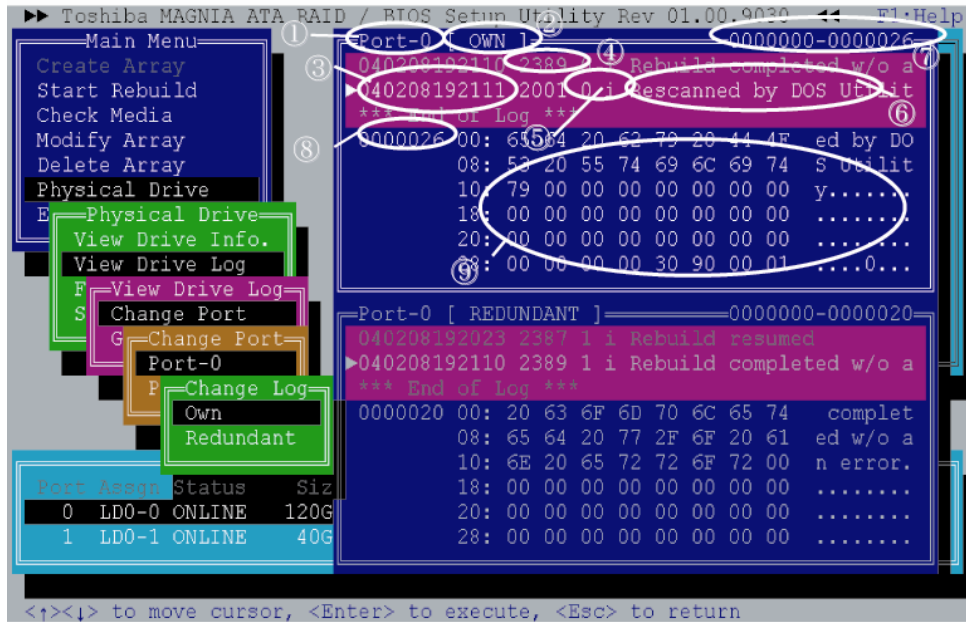 ►► Toshiba MAGNIA ATA RAID / BIOS Setup Utility Rev 01.00.9030 ◄◄ F1:Help
Main Menu
Create Array
Start Rebuild
Check Media
Modify Array
Delete Array
Physical Drive
E
Physical Drive
View Drive Info.
View Drive Log
F
S
View Drive Log
Change Port
G
Change Port
Port-0
P
Change Log
Own
Redundant
Port Assgn Status Siz
0 LD0-0 ONLINE 120G
1 LD0-1 ONLINE 40G
① ② ③ ④ ⑤ ⑥ ⑦ ⑧ ⑨
Port-0 [ OWN ] 0000000-0000026
040208192110 2389 Rebuild completed w/o a
►040208192111 2001 0 i Rescanned by DOS Utilit
*** End of Log ***
0000026 00: 65 64 20 62 79 20 44 4F ed by DO
08: 53 20 55 74 69 6C 69 74 S Utilit
10: 79 00 00 00 00 00 00 00 y.......
18: 00 00 00 00 00 00 00 00 ........
20: 00 00 00 00 00 00 00 00 ........
28: 00 00 00 00 30 90 00 01 ....0...
Port-0 [ REDUNDANT ] 0000000-0000020
040208192023 2387 1 i Rebuild resumed
►040208192110 2389 1 i Rebuild completed w/o a
*** End of Log ***
0000020 00: 20 63 6F 6D 70 6C 65 74 complet
08: 65 64 20 77 2F 6F 20 61 ed w/o a
10: 6E 20 65 72 72 6F 72 00 n error.
18: 00 00 00 00 00 00 00 00 ........
20: 00 00 00 00 00 00 00 00 ........
28: 00 00 00 00 00 00 00 00 ........
<↑><↓> to move cursor, <Enter> to execute, <Esc> to return